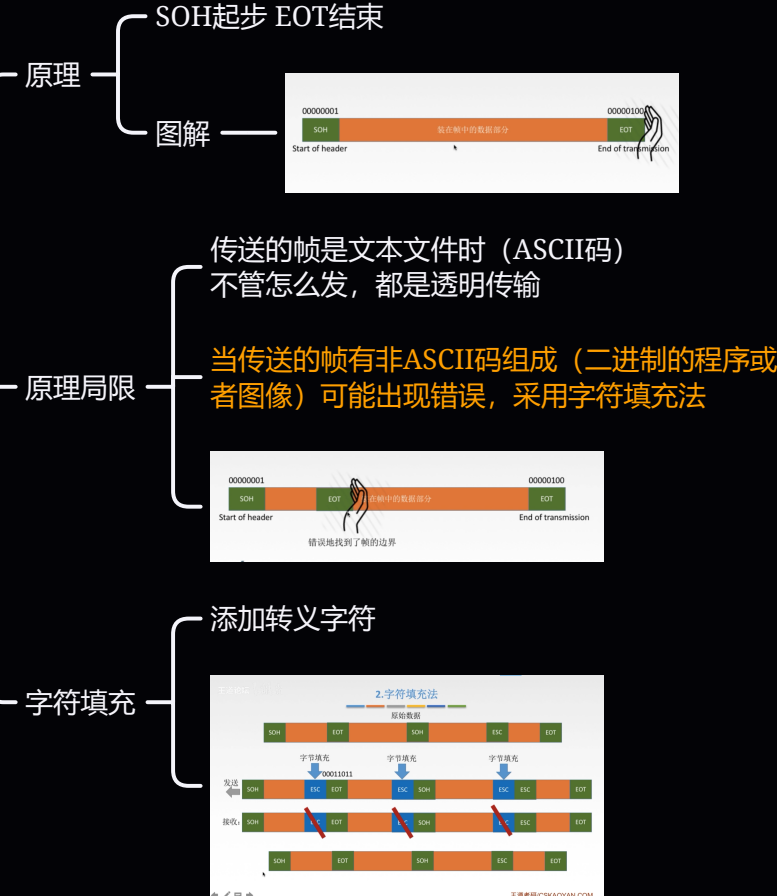 SOH起步 EOT结束
原理
图解
00000001
00000100
SOH
装在帧中的数据部分
EOT
Start of header
End of transmission
传送的帧是文本文件时（ASCII码）
不管怎么发，都是透明传输
原理局限
当传送的帧有非ASCII码组成（二进制的程序或
者图像）可能出现错误，采用字符填充法
00000001
00000100
SOH
EOT
在帧中的数据部分
EOT
Start of header
End of transmission
错误地找到了帧的边界
添加转义字符
字符填充
2.字符填充法
原始数据
SOH EOT SOH ESC EOT
字节填充 字节填充 字节填充
00011011
发送
SOH ESC EOT ESC SOH ESC ESC EOT
接收：
SOH ESC EOT ESC SOH ESC ESC EOT
SOH EOT SOH ESC EOT
王道考研/CSKAOYAN.COM